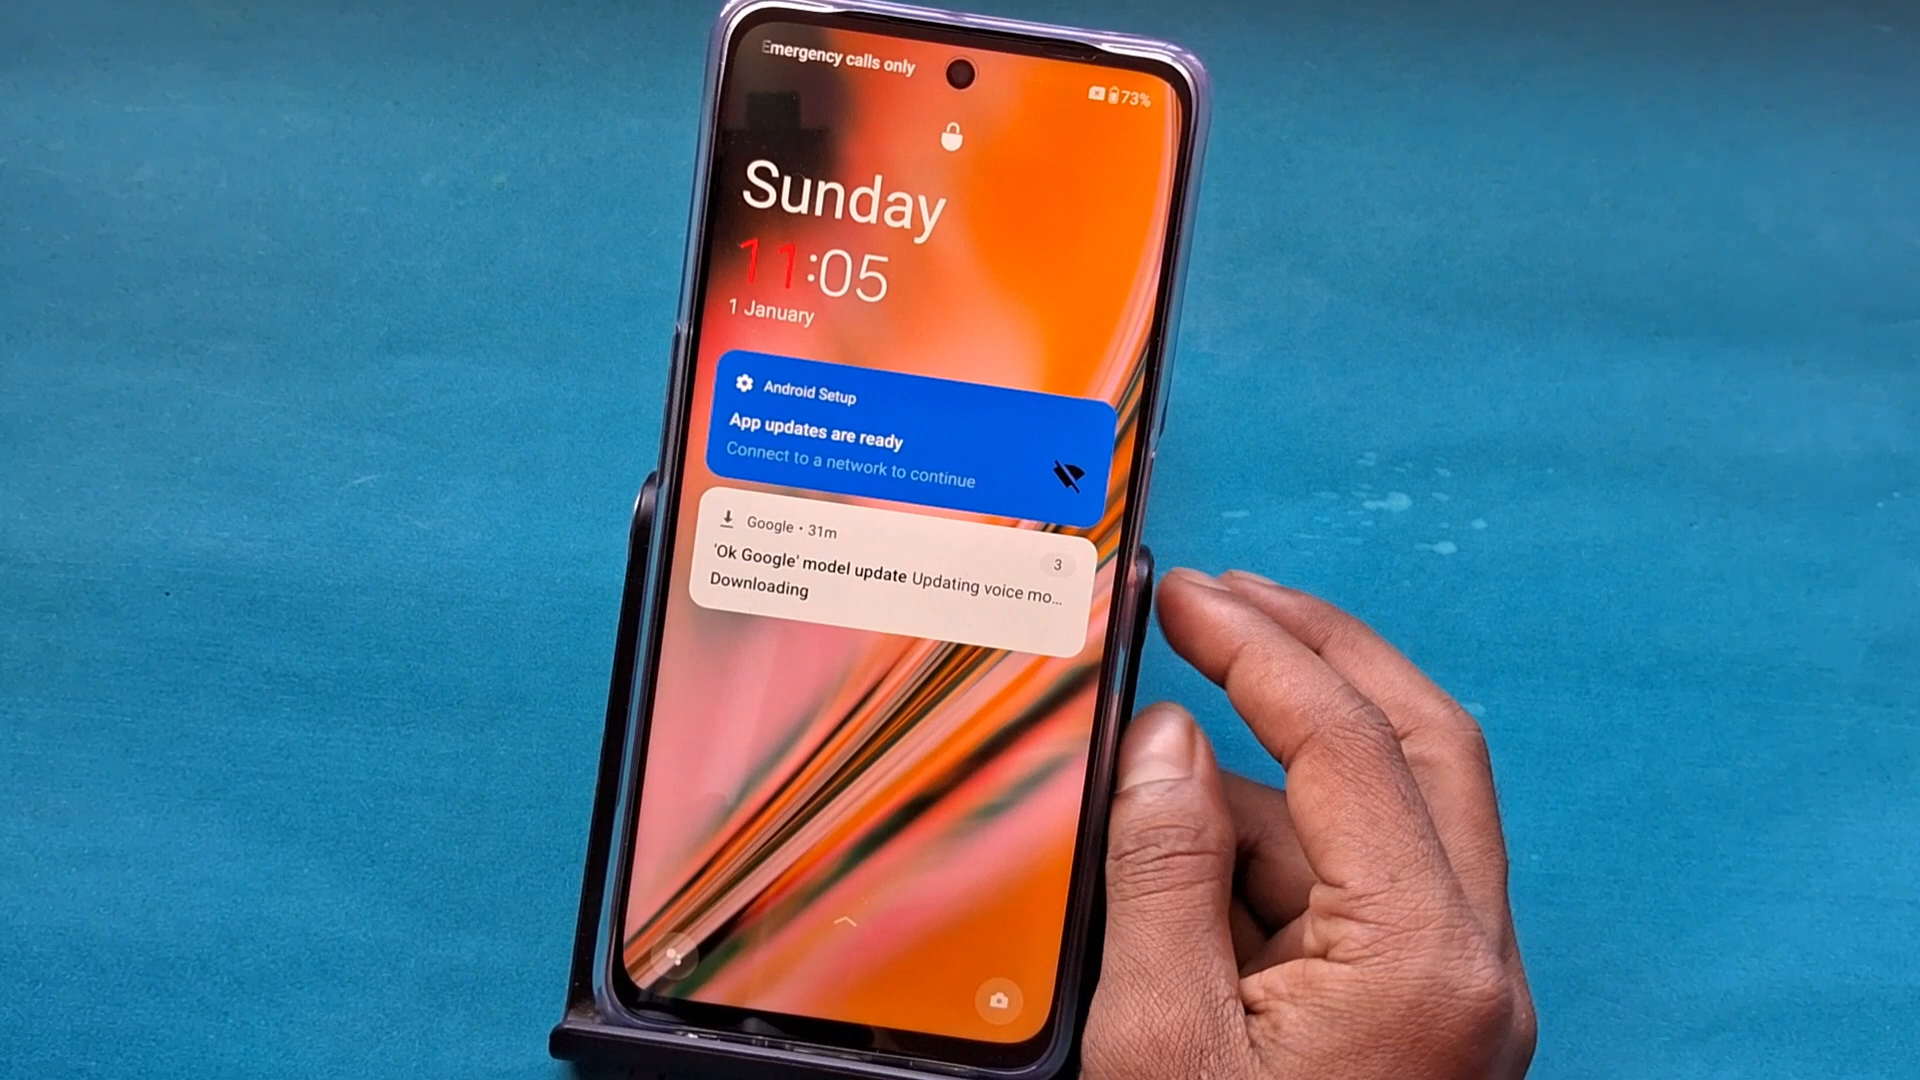 Emergency calls only
73%
Sunday
11:05
1 January
Android Setup
App updates are ready
Connect to a network to continue
Google • 31m
3
'Ok Google' model update Updating voice mo...
Downloading